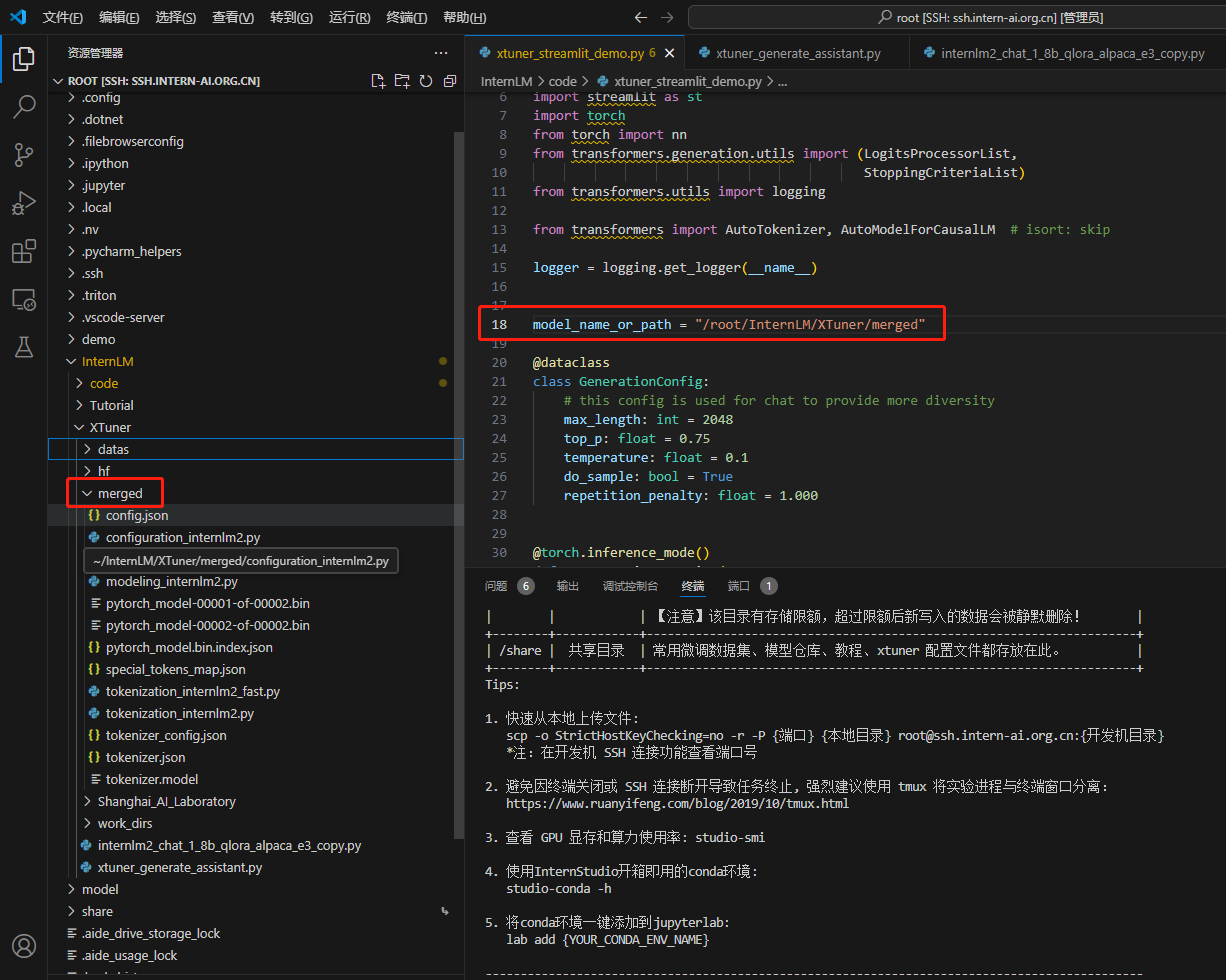 文件(F) 编辑(E) 选择(S) 查看(V) 转到(G) 运行(R) 终端(T) 帮助(H)
root [SSH: ssh.intern-ai.org.cn] [管理员]
资源管理器
ROOT [SSH: SSH.INTERN-AI.ORG.CN]
.config
.dotnet
.filebrowserconfig
.ipython
.jupyter
.local
.nv
.pycharm_helpers
.ssh
.triton
.vscode-server
demo
InternLM
code
Tutorial
XTuner
datas
hf
merged
config.json
configuration_internlm2.py
~/InternLM/XTuner/merged/configuration_internlm2.py
modeling_internlm2.py
pytorch_model-00001-of-00002.bin
pytorch_model-00002-of-00002.bin
pytorch_model.bin.index.json
special_tokens_map.json
tokenization_internlm2_fast.py
tokenization_internlm2.py
tokenizer_config.json
tokenizer.json
tokenizer.model
Shanghai_AI_Laboratory
work_dirs
internlm2_chat_1_8b_qlora_alpaca_e3_copy.py
xtuner_generate_assistant.py
model
share
.aide_drive_storage_lock
.aide_usage_lock
xtuner_streamlit_demo.py 6 xtuner_generate_assistant.py internlm2_chat_1_8b_qlora_alpaca_e3_copy.py
InternLM > code > xtuner_streamlit_demo.py > ...
6 import streamlit as st
7 import torch
8 from torch import nn
9 from transformers.generation.utils import (LogitsProcessorList,
10 StoppingCriteriaList)
11 from transformers.utils import logging
12
13 from transformers import AutoTokenizer, AutoModelForCausalLM # isort: skip
14
15 logger = logging.get_logger(__name__)
16
17
18 model_name_or_path = "/root/InternLM/XTuner/merged"
19
20 @dataclass
21 class GenerationConfig:
22 # this config is used for chat to provide more diversity
23 max_length: int = 2048
24 top_p: float = 0.75
25 temperature: float = 0.1
26 do_sample: bool = True
27 repetition_penalty: float = 1.000
28
29
30 @torch.inference_mode()
问题 6 输出 调试控制台 终端 端口 1
| | | 【注意】该目录有存储限额，超过限额后新写入的数据会被静默删除！ |
| /share | 共享目录 | 常用微调数据集、模型仓库、教程、xtuner 配置文件都存放在此。 |
Tips:
1. 快速从本地上传文件:
scp -o StrictHostKeyChecking=no -r -P {端口} {本地目录} root@ssh.intern-ai.org.cn:{开发机目录}
*注: 在开发机 SSH 连接功能查看端口号
2. 避免因终端关闭或 SSH 连接断开导致任务终止, 强烈建议使用 tmux 将实验进程与终端窗口分离:
https://www.ruanyifeng.com/blog/2019/10/tmux.html
3. 查看 GPU 显存和算力使用率: studio-smi
4. 使用InternStudio开箱即用的conda环境:
studio-conda -h
5. 将conda环境一键添加到jupyterlab:
lab add {YOUR_CONDA_ENV_NAME}